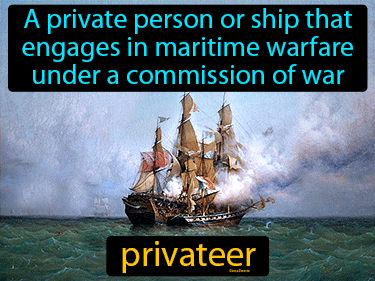 A private person or ship that
engages in maritime warfare
under a commission of war
privateer